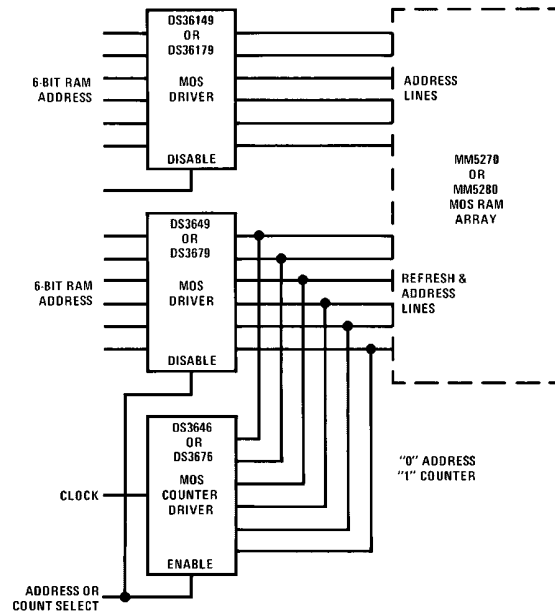 DS36149
OR
DS36179
MOS
DRIVER
DISABLE
6-BIT RAM
ADDRESS
ADDRESS
LINES
MM5270
OR
MM5280
MOS RAM
ARRAY
DS3649
OR
DS3679
MOS
DRIVER
DISABLE
6-BIT RAM
ADDRESS
REFRESH &
ADDRESS
LINES
DS3646
OR
DS3676
MOS
COUNTER
DRIVER
ENABLE
CLOCK
"0" ADDRESS
"1" COUNTER
ADDRESS OR
COUNT SELECT